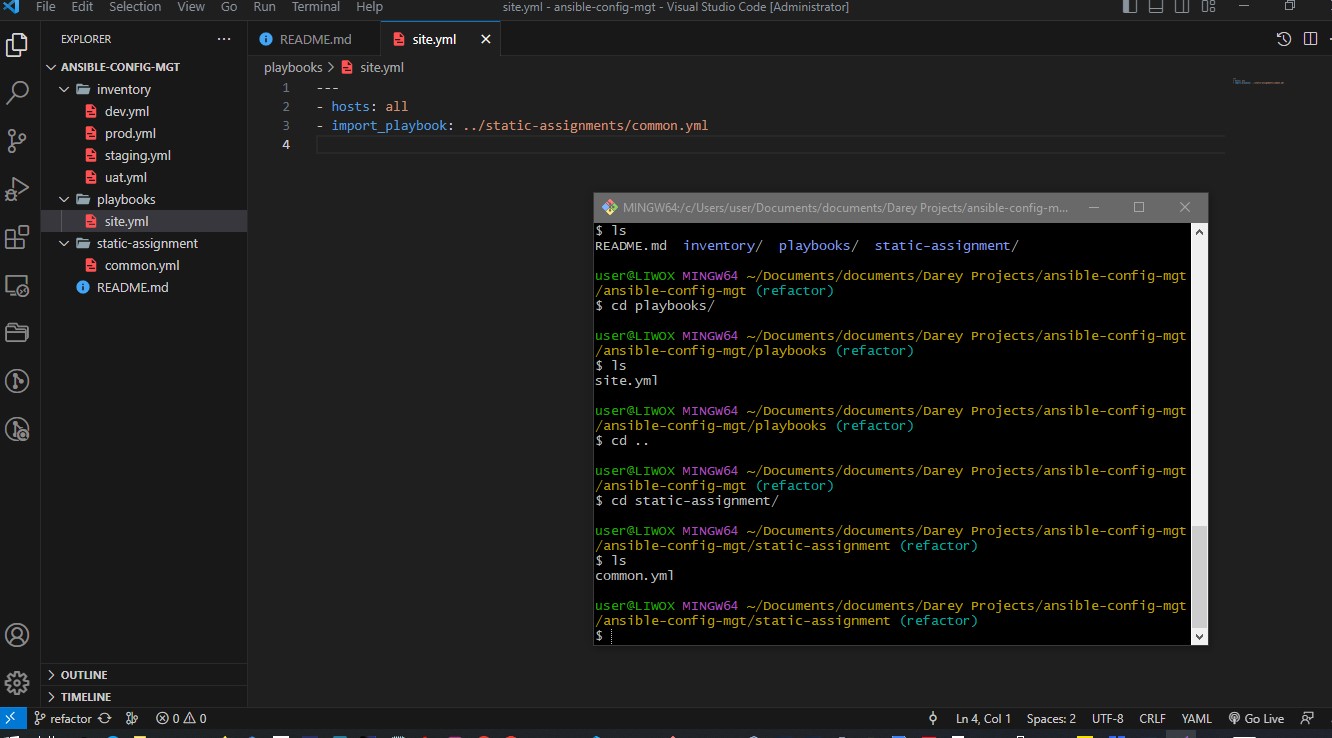 File Edit Selection View Go Run Terminal Help
site.yml - ansible-config-mgt - Visual Studio Code [Administrator]
EXPLORER
ANSIBLE-CONFIG-MGT
inventory
dev.yml
prod.yml
staging.yml
uat.yml
playbooks
site.yml
static-assignment
common.yml
README.md
OUTLINE
TIMELINE
README.md site.yml
playbooks > site.yml
1 ---
2 - hosts: all
3 - import_playbook: ../static-assignments/common.yml
4
MINGW64:/c/Users/user/Documents/documents/Darey Projects/ansible-config-m...
$ ls
README.md inventory/ playbooks/ static-assignment/
user@LIWOX MINGW64 ~/Documents/documents/Darey Projects/ansible-config-mgt
/ansible-config-mgt (refactor)
$ cd playbooks/
user@LIWOX MINGW64 ~/Documents/documents/Darey Projects/ansible-config-mgt
/ansible-config-mgt/playbooks (refactor)
$ ls
site.yml
user@LIWOX MINGW64 ~/Documents/documents/Darey Projects/ansible-config-mgt
/ansible-config-mgt/playbooks (refactor)
$ cd ..
user@LIWOX MINGW64 ~/Documents/documents/Darey Projects/ansible-config-mgt
/ansible-config-mgt (refactor)
$ cd static-assignment/
user@LIWOX MINGW64 ~/Documents/documents/Darey Projects/ansible-config-mgt
/ansible-config-mgt/static-assignment (refactor)
$ ls
common.yml
user@LIWOX MINGW64 ~/Documents/documents/Darey Projects/ansible-config-mgt
/ansible-config-mgt/static-assignment (refactor)
$
refactor 0 0 Ln 4, Col 1 Spaces: 2 UTF-8 CRLF YAML Go Live